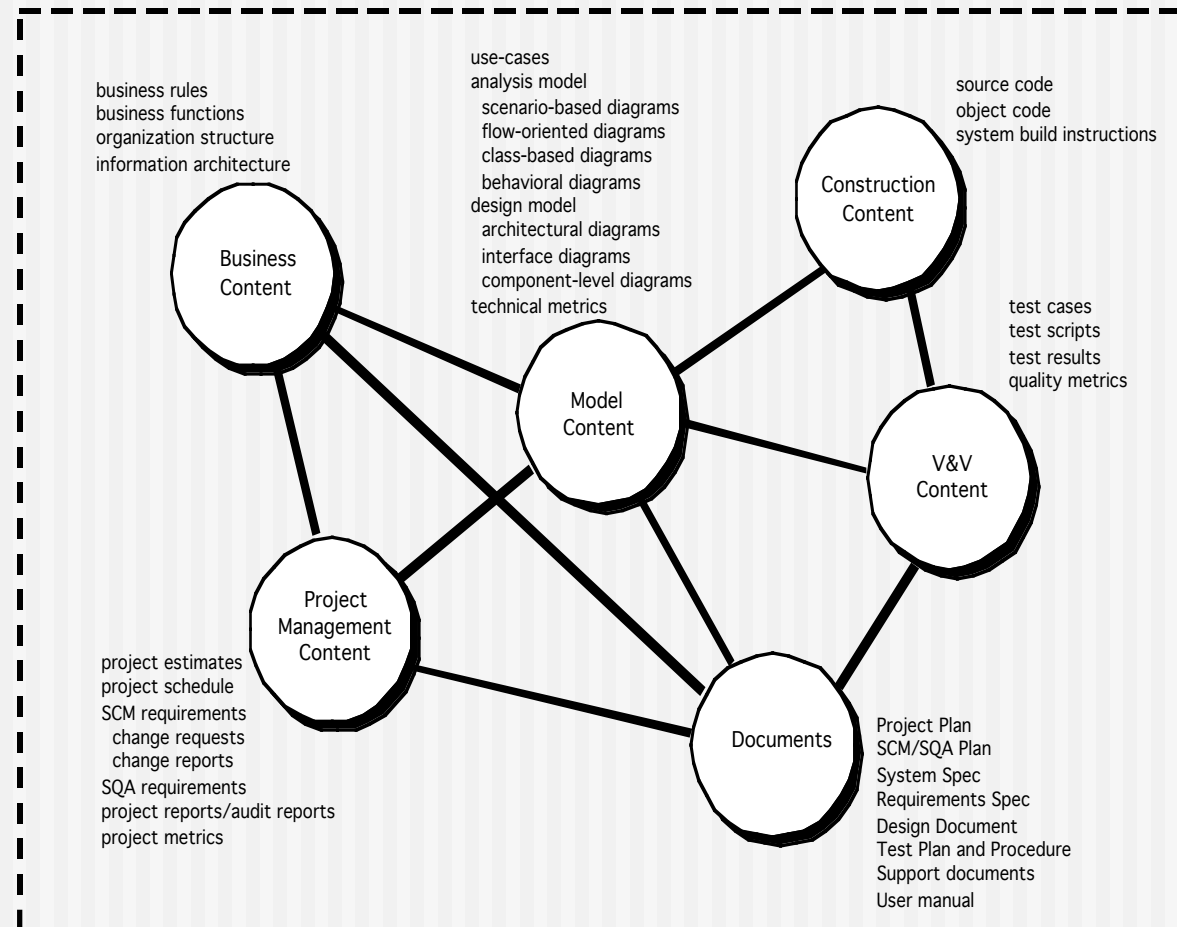 business rules
business functions
organization structure
information architecture
Business
Content
use-cases
analysis model
scenario-based diagrams
flow-oriented diagrams
class-based diagrams
behavioral diagrams
design model
architectural diagrams
interface diagrams
component-level diagrams
technical metrics
Model
Content
source code
object code
system build instructions
Construction
Content
test cases
test scripts
test results
quality metrics
V&V
Content
Project
Management
Content
project estimates
project schedule
SCM requirements
change requests
change reports
SQA requirements
project reports/audit reports
project metrics
Documents
Project Plan
SCM/SQA Plan
System Spec
Requirements Spec
Design Document
Test Plan and Procedure
Support documents
User manual